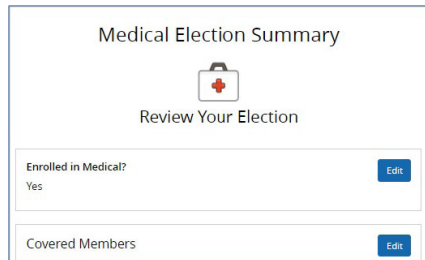 Medical Election Summary
Review Your Election
Enrolled in Medical?
Edit
Yes
Covered Members
Edit